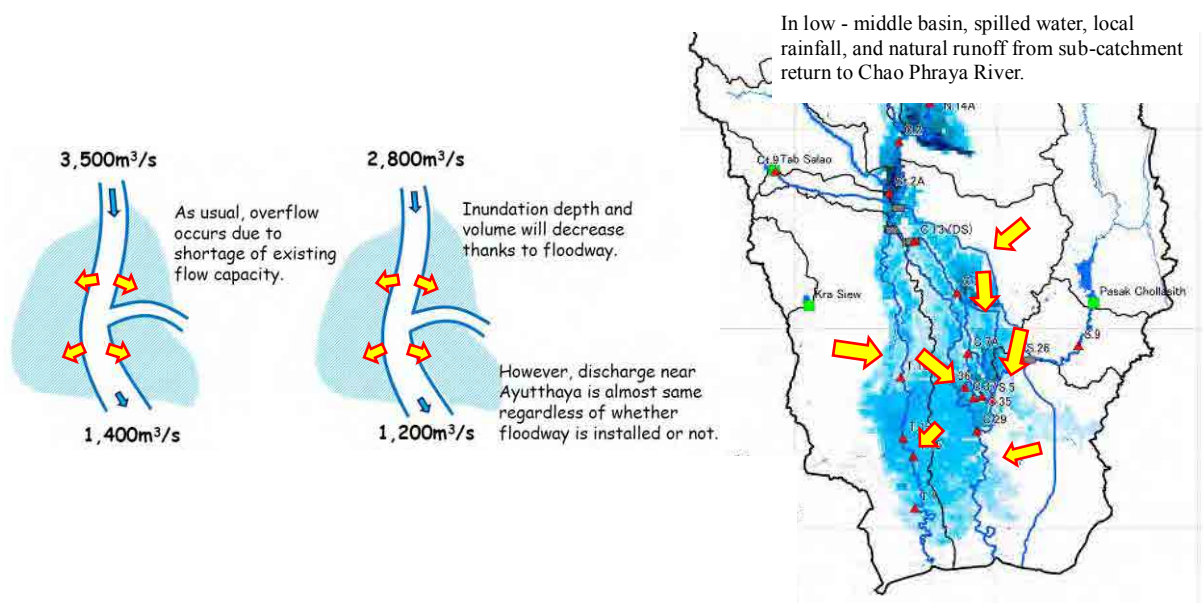 In low - middle basin, spilled water, local
rainfall, and natural runoff from sub-catchment
return to Chao Phraya River.
3,500m³/s
As usual, overflow
occurs due to
shortage of existing
flow capacity.
1,400m³/s
2,800m³/s
Inundation depth and
volume will decrease
thanks to floodway.
However, discharge near
Ayutthaya is almost same
regardless of whether
floodway is installed or not.
1,200m³/s
N.14A
C.2
Ct.9 Tab Salao
Ct.2A
C.13(DS)
Kra Siew
Pasak Chollasith
S.9
C.7A
S.26
S.5
C.29